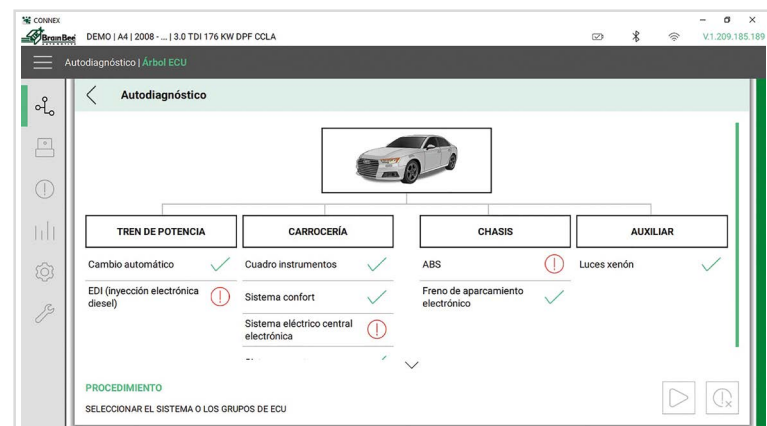 CONNEX
BrainBee
DEMO | A4 | 2008 - ... | 3.0 TDI 176 KW DPF CCLA
V.1.209.185.189
Autodiagnóstico | Árbol ECU
Autodiagnóstico
TREN DE POTENCIA
CARROCERÍA
CHASIS
AUXILIAR
Cambio automático
Cuadro instrumentos
ABS
Luces xenón
EDI (inyección electrónica
diesel)
Sistema confort
Freno de aparcamiento
electrónico
Sistema eléctrico central
electrónica
PROCEDIMIENTO
SELECCIONAR EL SISTEMA O LOS GRUPOS DE ECU